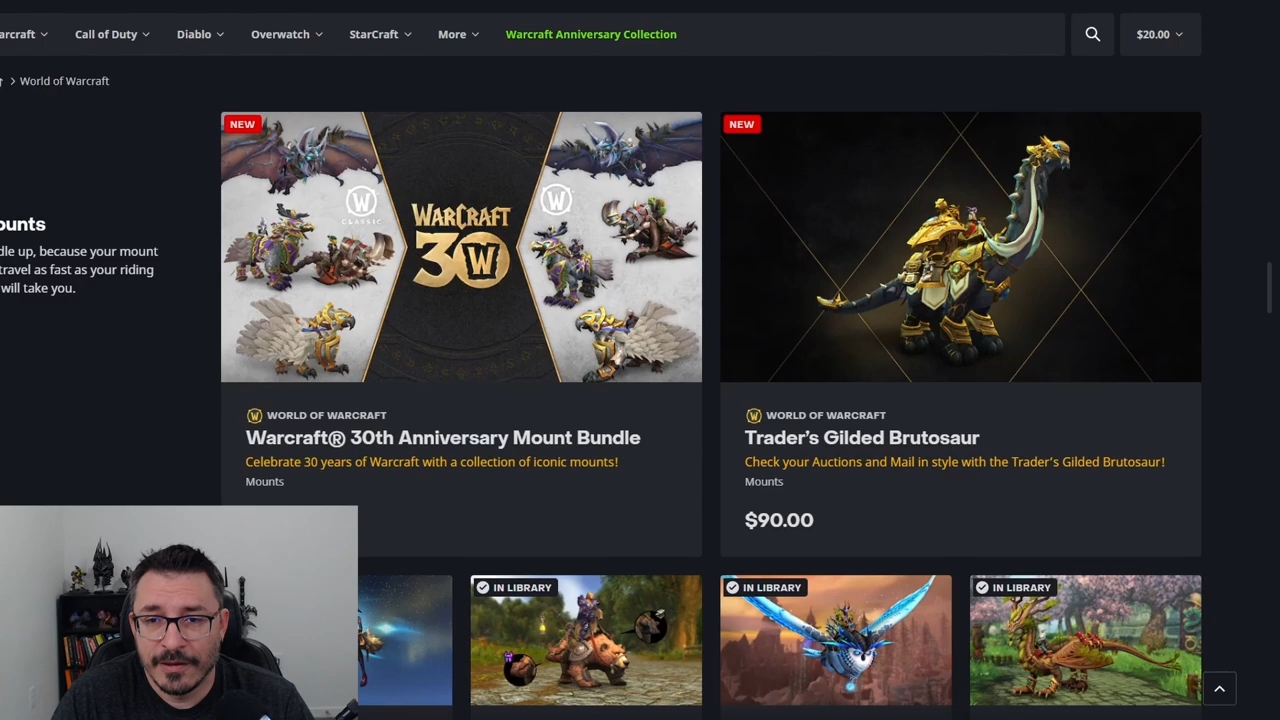 arcraft
Call of Duty
Diablo
Overwatch
StarCraft
More
Warcraft Anniversary Collection
$20.00
World of Warcraft
ounts
dle up, because your mount
travel as fast as your riding
will take you.
NEW
W
CLASSIC
WARCRAFT
30
W
W
WORLD OF WARCRAFT
Warcraft® 30th Anniversary Mount Bundle
Celebrate 30 years of Warcraft with a collection of iconic mounts!
Mounts
NEW
WORLD OF WARCRAFT
Trader's Gilded Brutosaur
Check your Auctions and Mail in style with the Trader's Gilded Brutosaur!
Mounts
$90.00
IN LIBRARY
IN LIBRARY
IN LIBRARY